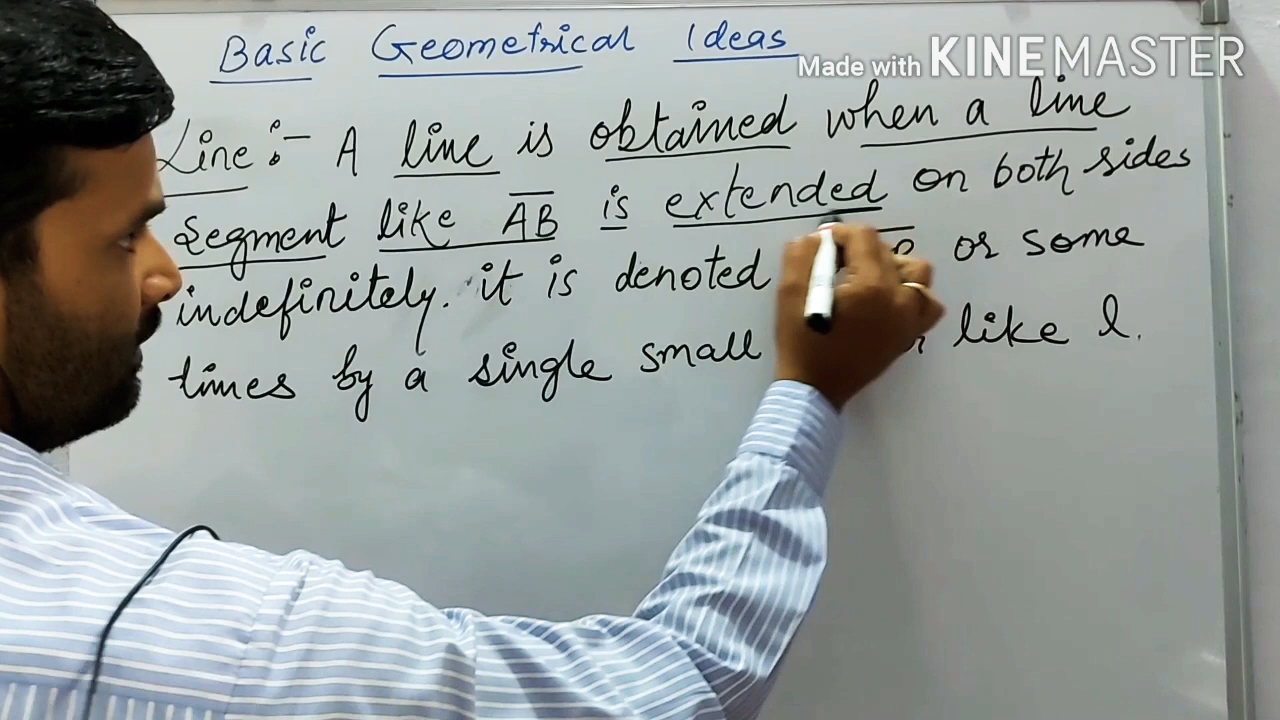 Basic Geometrical Ideas
Made with KINEMASTER
Line :- A line is obtained when a line
segment like A̅B̅ is extended on both sides
indefinitely. it is denoted or some
times by a single small like l.